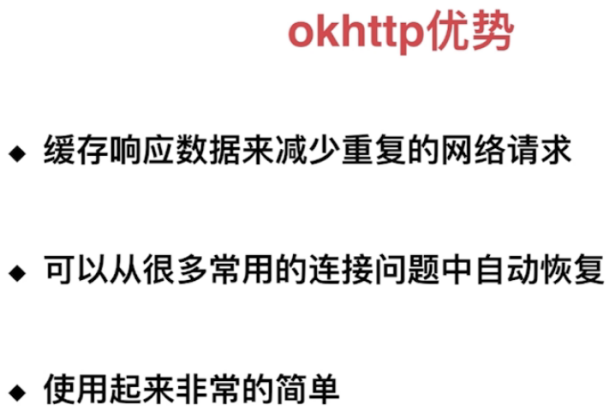 okhttp优势
◆ 缓存响应数据来减少重复的网络请求
◆ 可以从很多常用的连接问题中自动恢复
◆ 使用起来非常的简单